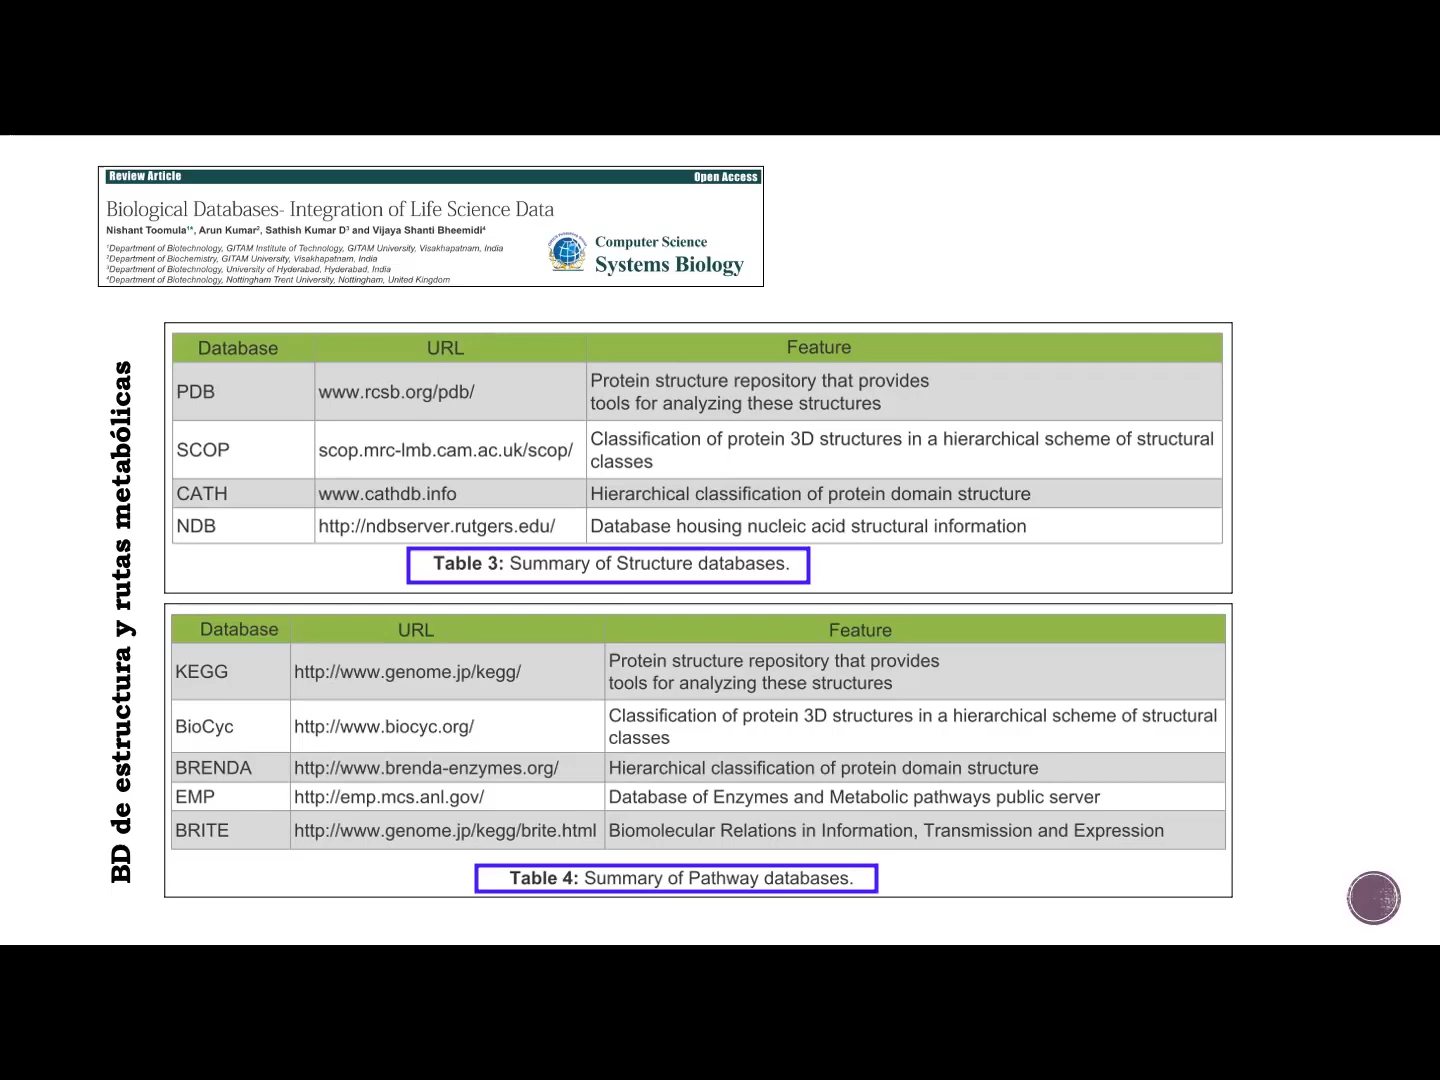 Review Article Open Access
Biological Databases- Integration of Life Science Data
Nishant Toomula¹*, Arun Kumar², Sathish Kumar D³ and Vijaya Shanti Bheemidi⁴
¹Department of Biotechnology, GITAM Institute of Technology, GITAM University, Visakhapatnam, India
²Department of Biochemistry, GITAM University, Visakhapatnam, India
³Department of Biotechnology, University of Hyderabad, Hyderabad, India
⁴Department of Biotechnology, Nottingham Trent University, Nottingham, United Kingdom
Computer Science
Systems Biology
BD de estructura y rutas metabólicas
Database URL Feature
PDB www.rcsb.org/pdb/ Protein structure repository that provides
tools for analyzing these structures
SCOP scop.mrc-lmb.cam.ac.uk/scop/ Classification of protein 3D structures in a hierarchical scheme of structural
classes
CATH www.cathdb.info Hierarchical classification of protein domain structure
NDB http://ndbserver.rutgers.edu/ Database housing nucleic acid structural information
Table 3: Summary of Structure databases.
Database URL Feature
KEGG http://www.genome.jp/kegg/ Protein structure repository that provides
tools for analyzing these structures
BioCyc http://www.biocyc.org/ Classification of protein 3D structures in a hierarchical scheme of structural
classes
BRENDA http://www.brenda-enzymes.org/ Hierarchical classification of protein domain structure
EMP http://emp.mcs.anl.gov/ Database of Enzymes and Metabolic pathways public server
BRITE http://www.genome.jp/kegg/brite.html Biomolecular Relations in Information, Transmission and Expression
Table 4: Summary of Pathway databases.